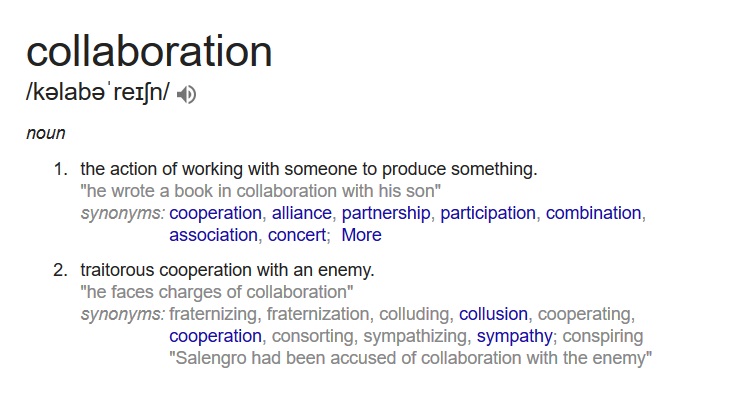 collaboration
/kəlabəˈreɪʃn/
noun
1. the action of working with someone to produce something.
"he wrote a book in collaboration with his son"
synonyms: cooperation, alliance, partnership, participation, combination,
association, concert; More
2. traitorous cooperation with an enemy.
"he faces charges of collaboration"
synonyms: fraternizing, fraternization, colluding, collusion, cooperating,
cooperation, consorting, sympathizing, sympathy; conspiring
"Salengro had been accused of collaboration with the enemy"